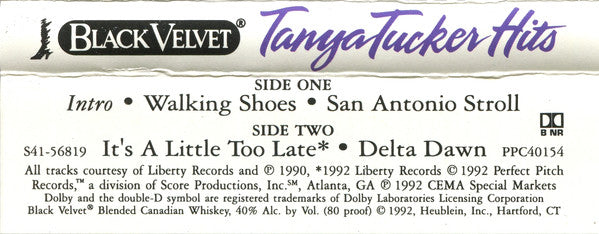 BLACK VELVET® Tanya Tucker Hits
SIDE ONE
Intro • Walking Shoes • San Antonio Stroll
SIDE TWO
B NR
S41-56819 It's A Little Too Late* • Delta Dawn PPC40154
All tracks courtesy of Liberty Records and ℗ 1990, *1992 Liberty Records © 1992 Perfect Pitch
Records,™ a division of Score Productions, Inc.℠, Atlanta, GA ℗ 1992 CEMA Special Markets
Dolby and the double-D symbol are registered trademarks of Dolby Laboratories Licensing Corporation
Black Velvet® Blended Canadian Whiskey, 40% Alc. by Vol. (80 proof) © 1992, Heublein, Inc., Hartford, CT